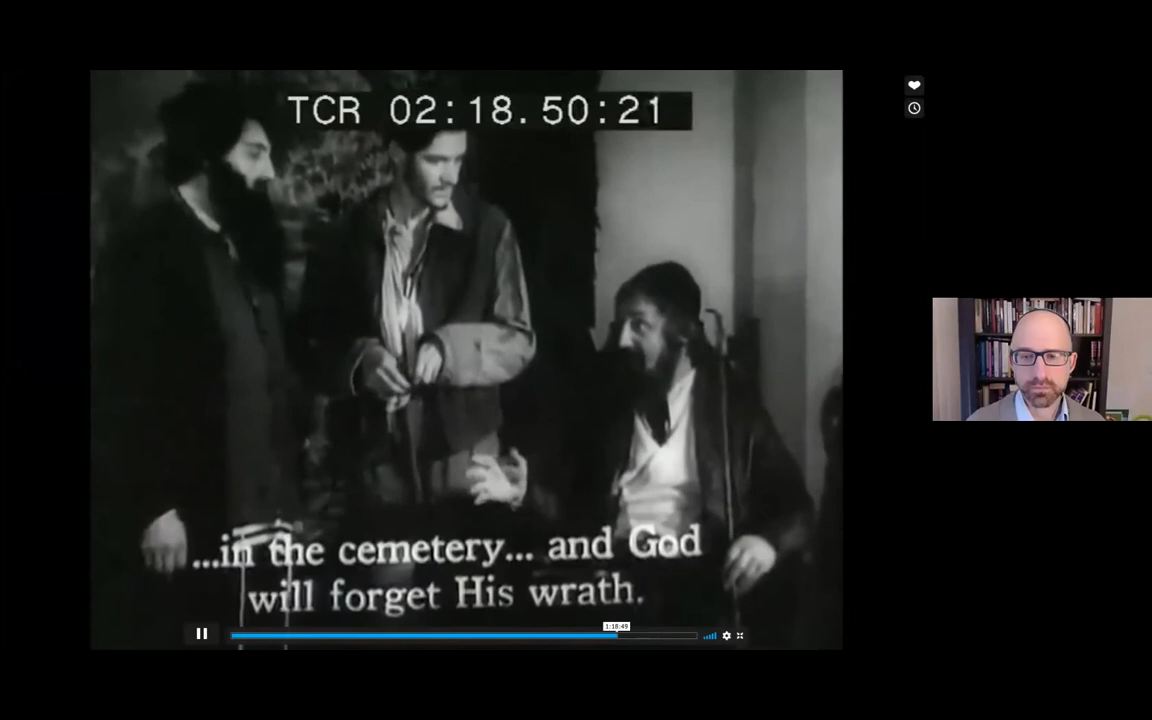 TCR 02:18.50:21
...in the cemetery... and God
will forget His wrath.
1:18:49